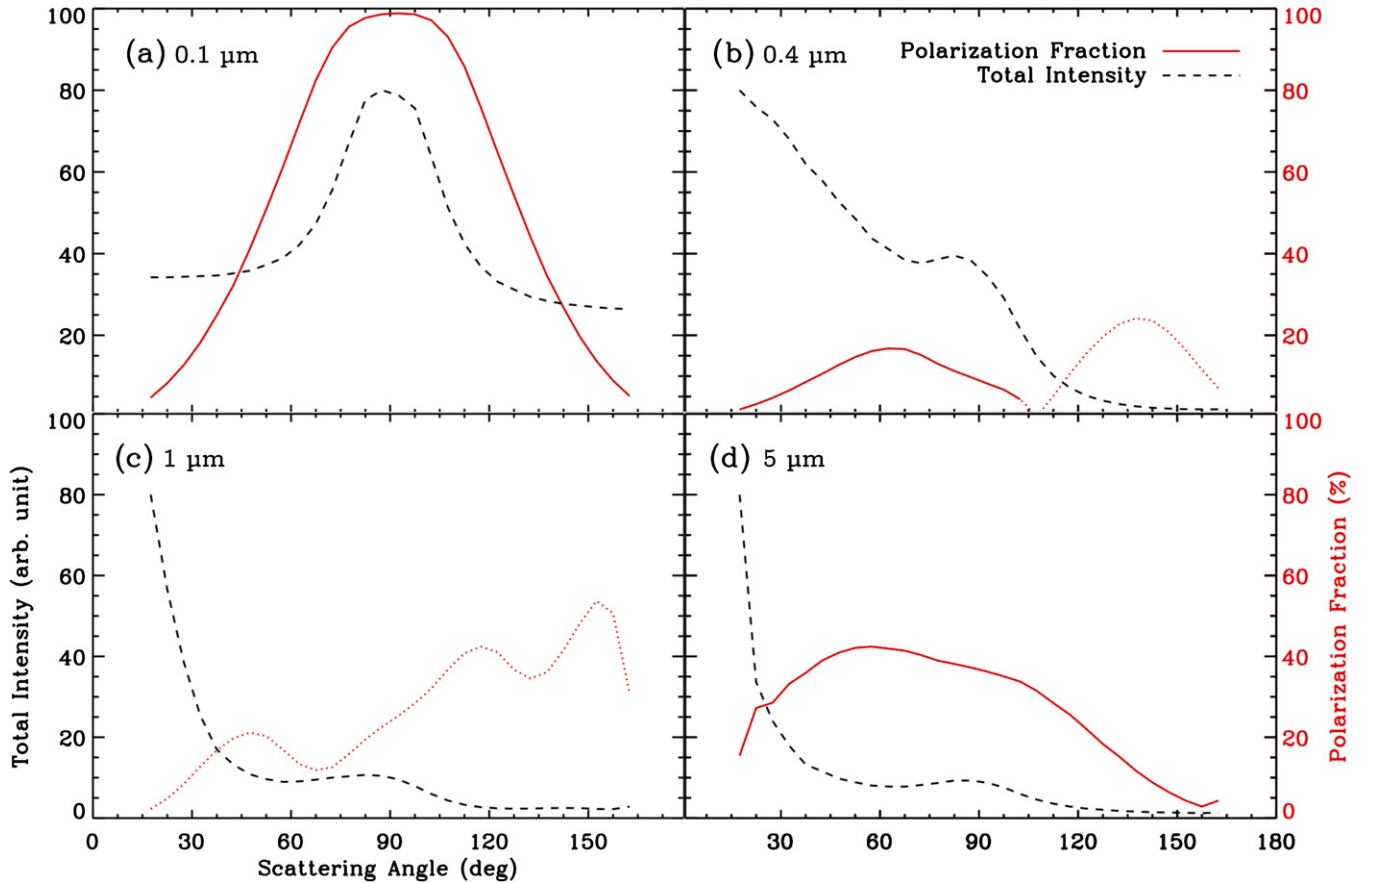 100
80
60
40
20
(a) 0.1 µm
(b) 0.4 µm
Polarization Fraction
Total Intensity
100
80
60
40
20
100
80
60
40
20
0
(c) 1 µm
(d) 5 µm
100
80
60
40
20
0
Total Intensity (arb. unit)
Polarization Fraction (%)
0 30 60 90 120 150
30 60 90 120 150 180
Scattering Angle (deg)